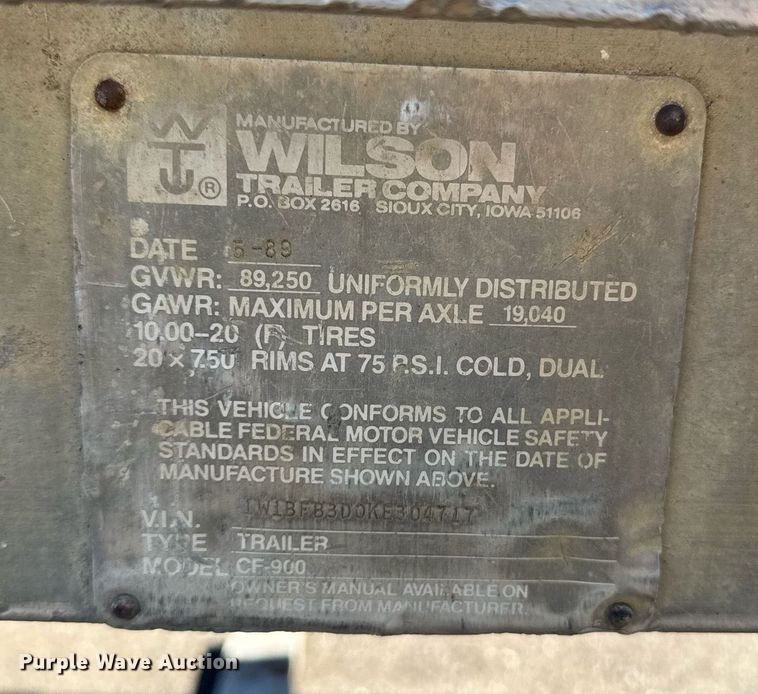 WTJ ®
MANUFACTURED BY
WILSON
TRAILER COMPANY
P.O. BOX 2616 SIOUX CITY, IOWA 51106
DATE 5-89
GVWR: 89,250 UNIFORMLY DISTRIBUTED
GAWR: MAXIMUM PER AXLE 19,040
10.00-20 (F) TIRES
20 x 7.50 RIMS AT 75 P.S.I. COLD, DUAL
THIS VEHICLE CONFORMS TO ALL APPLI-
CABLE FEDERAL MOTOR VEHICLE SAFETY
STANDARDS IN EFFECT ON THE DATE OF
MANUFACTURE SHOWN ABOVE.
V.I.N. 1W1BFB3D0KE304717
TYPE TRAILER
MODEL CF-900
OWNER'S MANUAL AVAILABLE ON
REQUEST FROM MANUFACTURER.
Purple Wave Auction